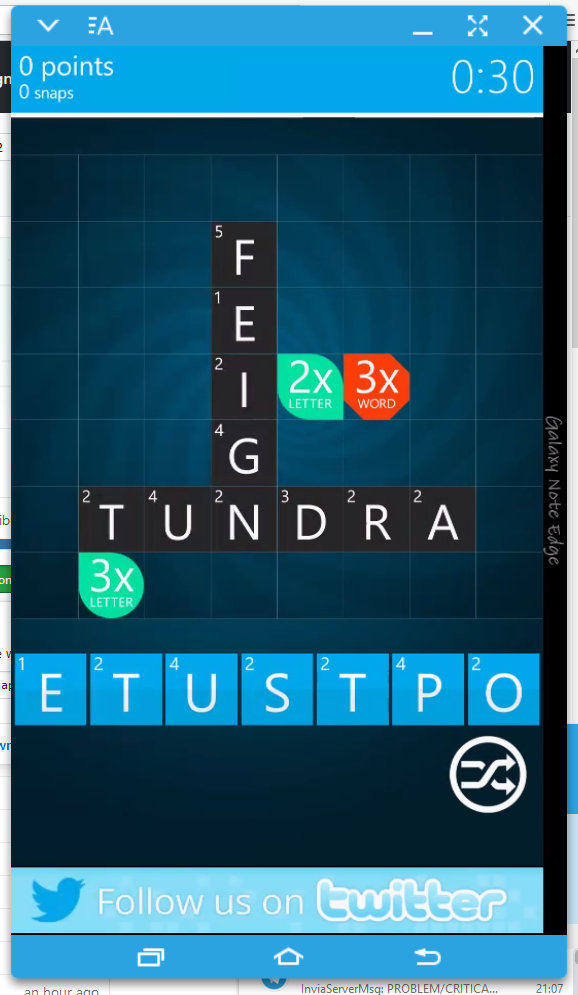 A
0 points
0:30
0 snaps
5
F
1
E
2
I
2x
3x
LETTER
WORD
4
G
2 4 2 3 2 2
T U N D R A
3x
LETTER
1 2 4 2 2 4 2
E T U S T P O
Follow us on twitter
Galaxy Note Edge
an hour ago
InviaServerMsg: PROBLEM/CRITICA...
21:07